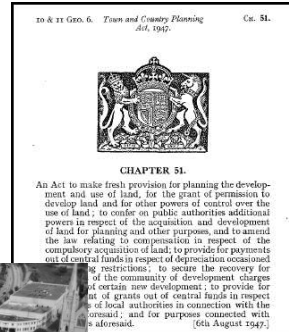 10 & 11 GEO. 6. Town and Country Planning CH. 51.
Act, 1947.
CHAPTER 51.
An Act to make fresh provision for planning the develop-
ment and use of land, for the grant of permission to
develop land and for other powers of control over the
use of land; to confer on public authorities additional
powers in respect of the acquisition and development
of land for planning and other purposes, and to amend
the law relating to compensation in respect of the
compulsory acquisition of land; to provide for payments
out of central funds in respect of depreciation occasioned
restrictions; to secure the recovery for
of the community of development charges
of certain new development; to provide for
of grants out of central funds in respect
of local authorities in connection with the
and for purposes connected with
aforesaid. [6th August 1947.]